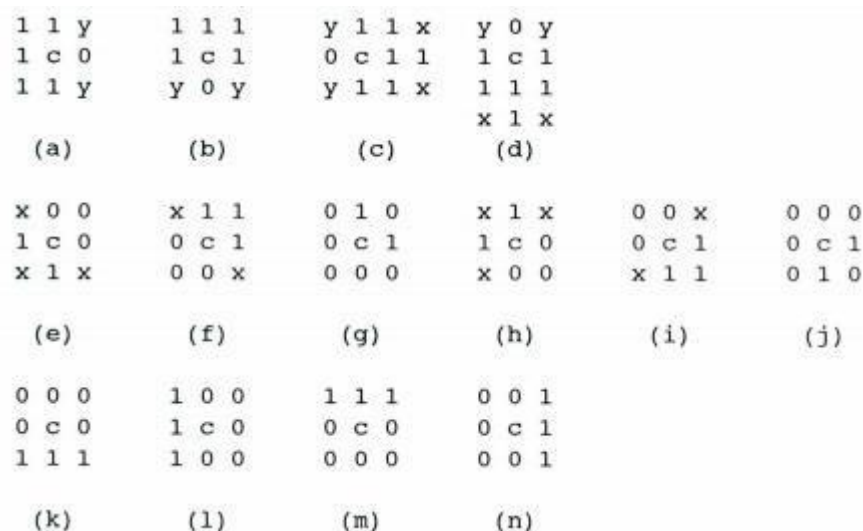 1 1 y 1 1 1 y 1 1 x y 0 y
1 c 0 1 c 1 0 c 1 1 1 c 1
1 1 y y 0 y y 1 1 x 1 1 1
x 1 x
(a) (b) (c) (d)
x 0 0 x 1 1 0 1 0 x 1 x 0 0 x 0 0 0
1 c 0 0 c 1 0 c 1 1 c 0 0 c 1 0 c 1
x 1 x 0 0 x 0 0 0 x 0 0 x 1 1 0 1 0
(e) (f) (g) (h) (i) (j)
0 0 0 1 0 0 1 1 1 0 0 1
0 c 0 1 c 0 0 c 0 0 c 1
1 1 1 1 0 0 0 0 0 0 0 1
(k) (l) (m) (n)